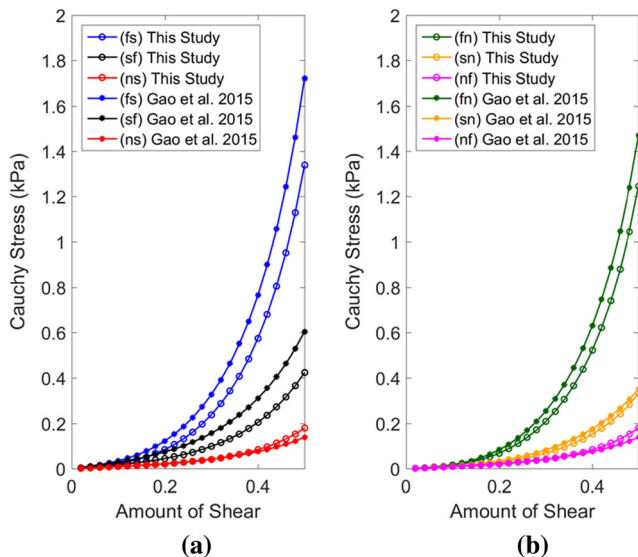 2
1.8
1.6
1.4
1.2
1
0.8
0.6
0.4
0.2
0
0.2
0.4
Cauchy Stress (kPa)
Amount of Shear
(fs) This Study
(sf) This Study
(ns) This Study
(fs) Gao et al. 2015
(sf) Gao et al. 2015
(ns) Gao et al. 2015
(a)
2
1.8
1.6
1.4
1.2
1
0.8
0.6
0.4
0.2
0
0
0.2
0.4
Cauchy Stress (kPa)
Amount of Shear
(fn) This Study
(sn) This Study
(nf) This Study
(fn) Gao et al. 2015
(sn) Gao et al. 2015
(nf) Gao et al. 2015
(b)